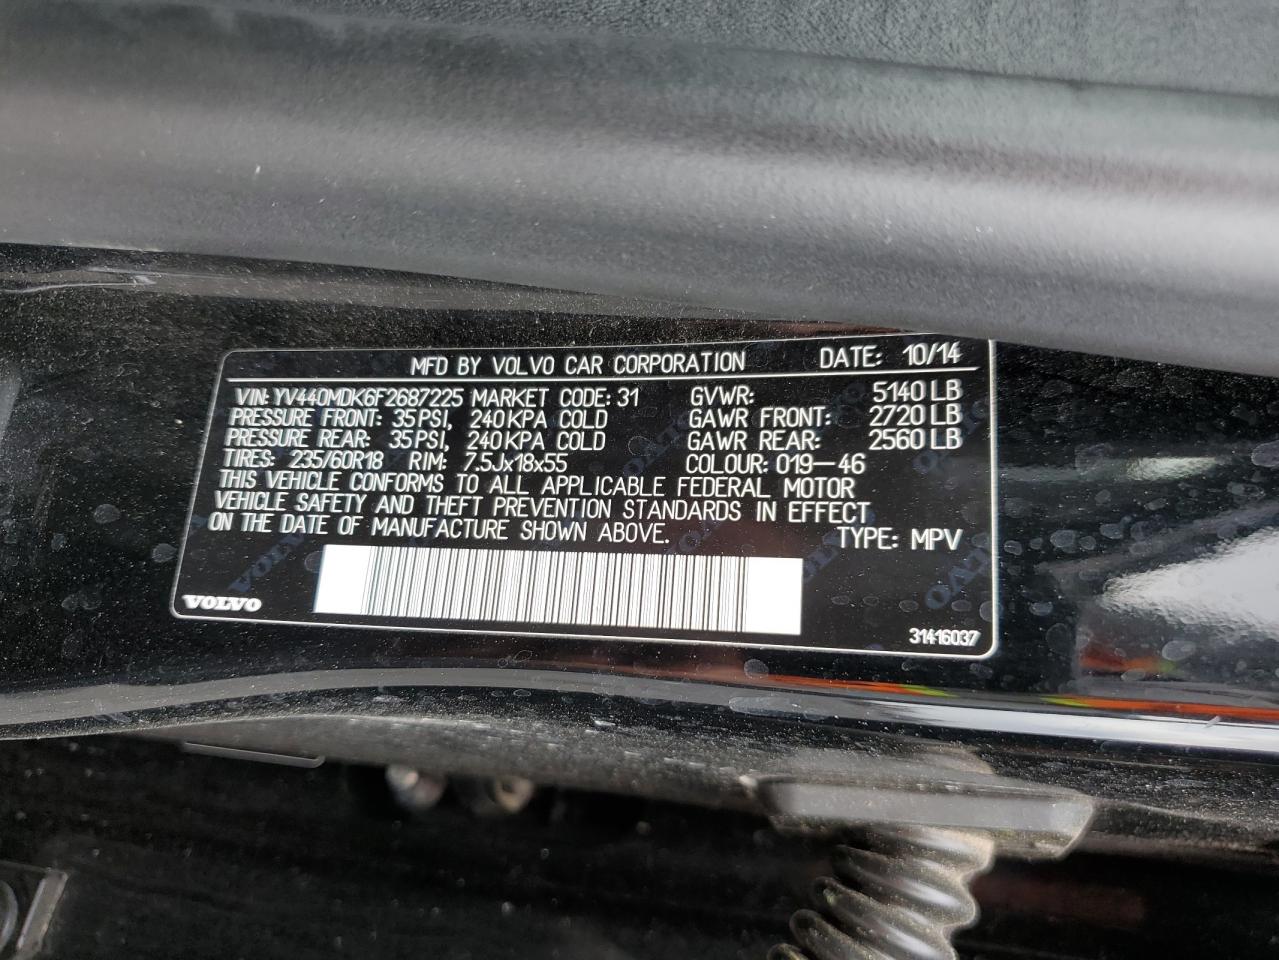 MFD BY VOLVO CAR CORPORATION DATE: 10/14
VIN: YV440MDK6F2687225 MARKET CODE: 31 GVWR: 5140 LB
PRESSURE FRONT: 35 PSI, 240 KPA COLD GAWR FRONT: 2720 LB
PRESSURE REAR: 35 PSI, 240 KPA COLD GAWR REAR: 2560 LB
TIRES: 235/60R18 RIM: 7.5Jx18x55 COLOUR: 019-46
THIS VEHICLE CONFORMS TO ALL APPLICABLE FEDERAL MOTOR
VEHICLE SAFETY AND THEFT PREVENTION STANDARDS IN EFFECT
ON THE DATE OF MANUFACTURE SHOWN ABOVE. TYPE: MPV
VOLVO
31416037